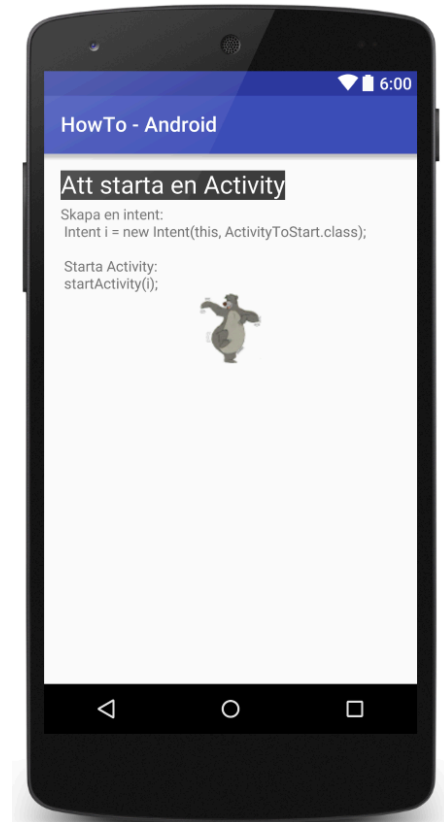 6:00
HowTo - Android
Att starta en Activity
Skapa en intent:
Intent i = new Intent(this, ActivityToStart.class);
Starta Activity:
startActivity(i);